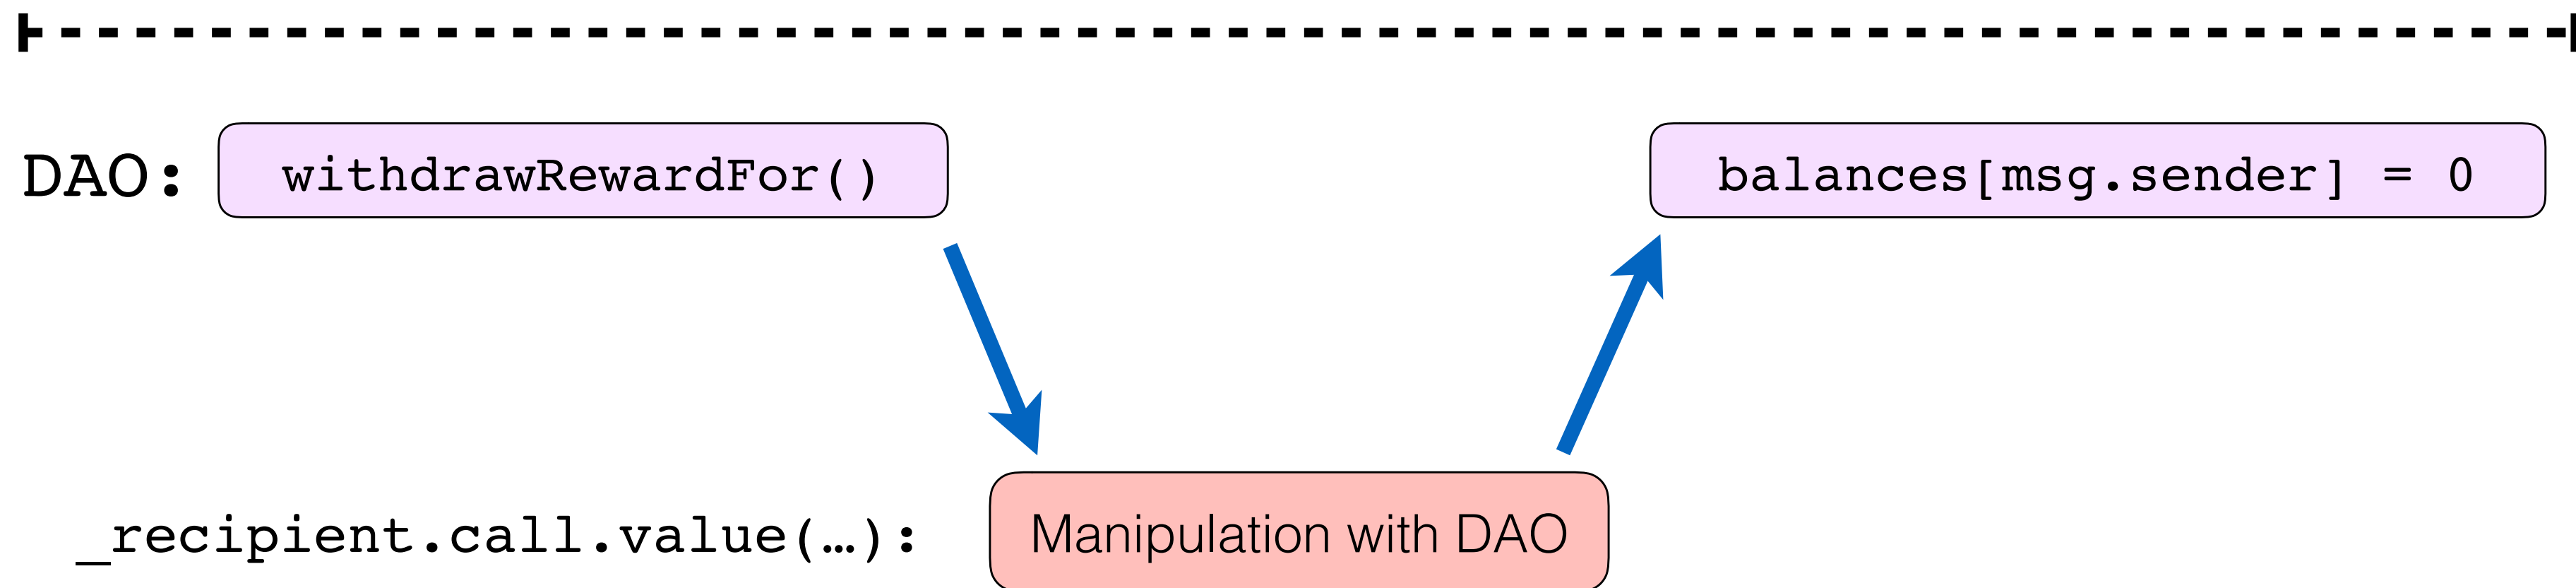 DAO: withdrawRewardFor() balances[msg.sender] = 0
_recipient.call.value(…): Manipulation with DAO